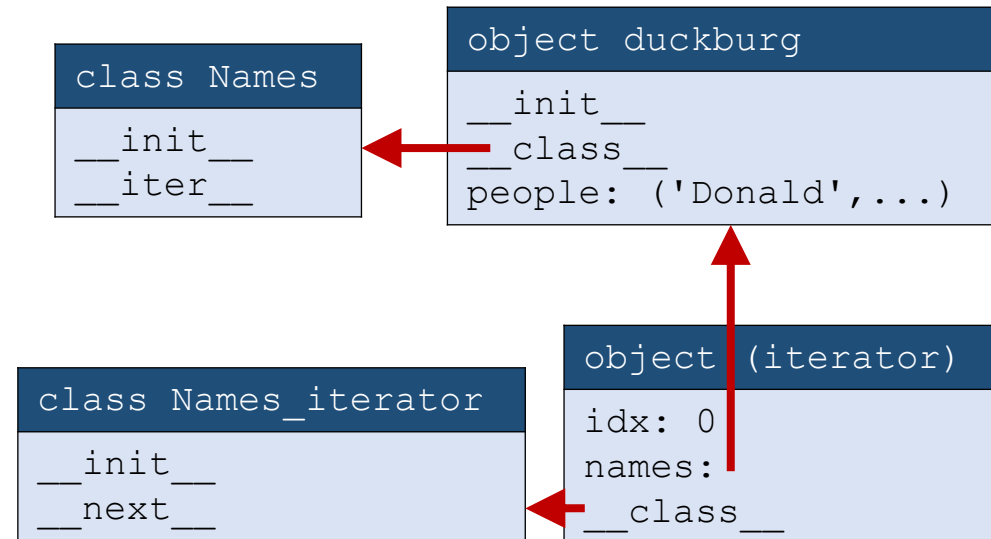 class Names
__init__
__iter__
object duckburg
__init__
__class__
people: ('Donald',...)
class Names_iterator
__init__
__next__
object (iterator)
idx: 0
names:
__class__